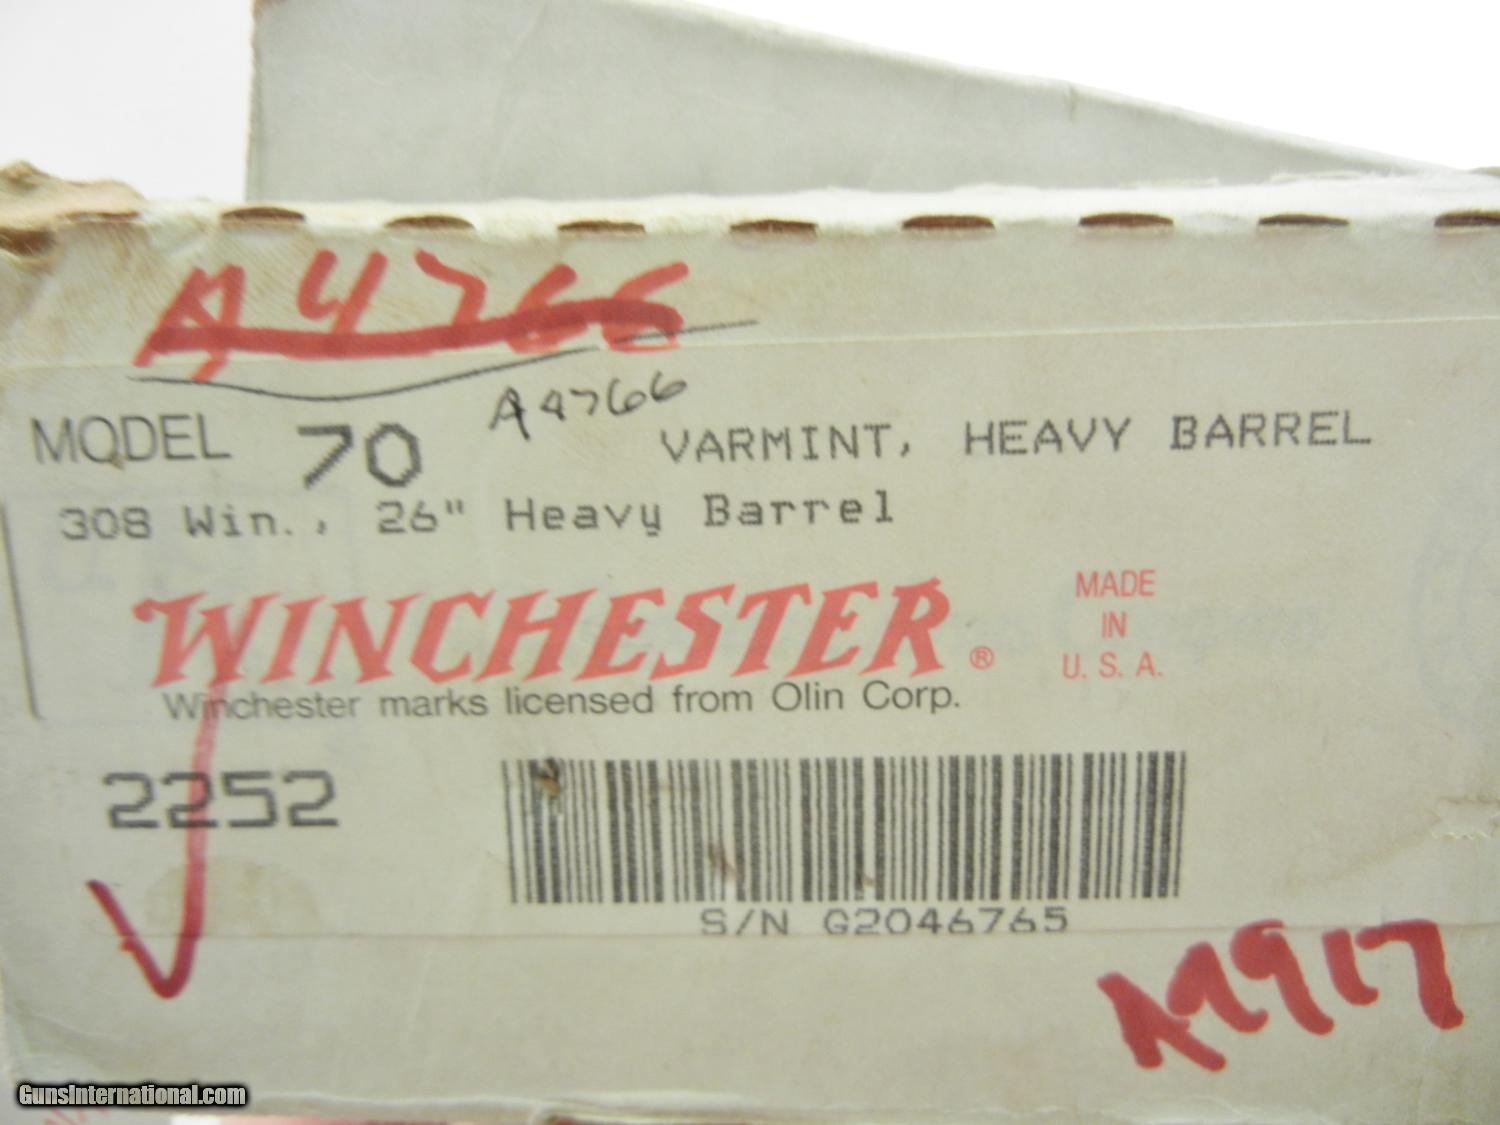 A4766
A4766
MODEL 70 VARMINT, HEAVY BARREL
308 Win., 26" Heavy Barrel
WINCHESTER®
MADE
IN
U.S.A.
Winchester marks licensed from Olin Corp.
2252
S/N G2046765
A9917
GunsInternational.com